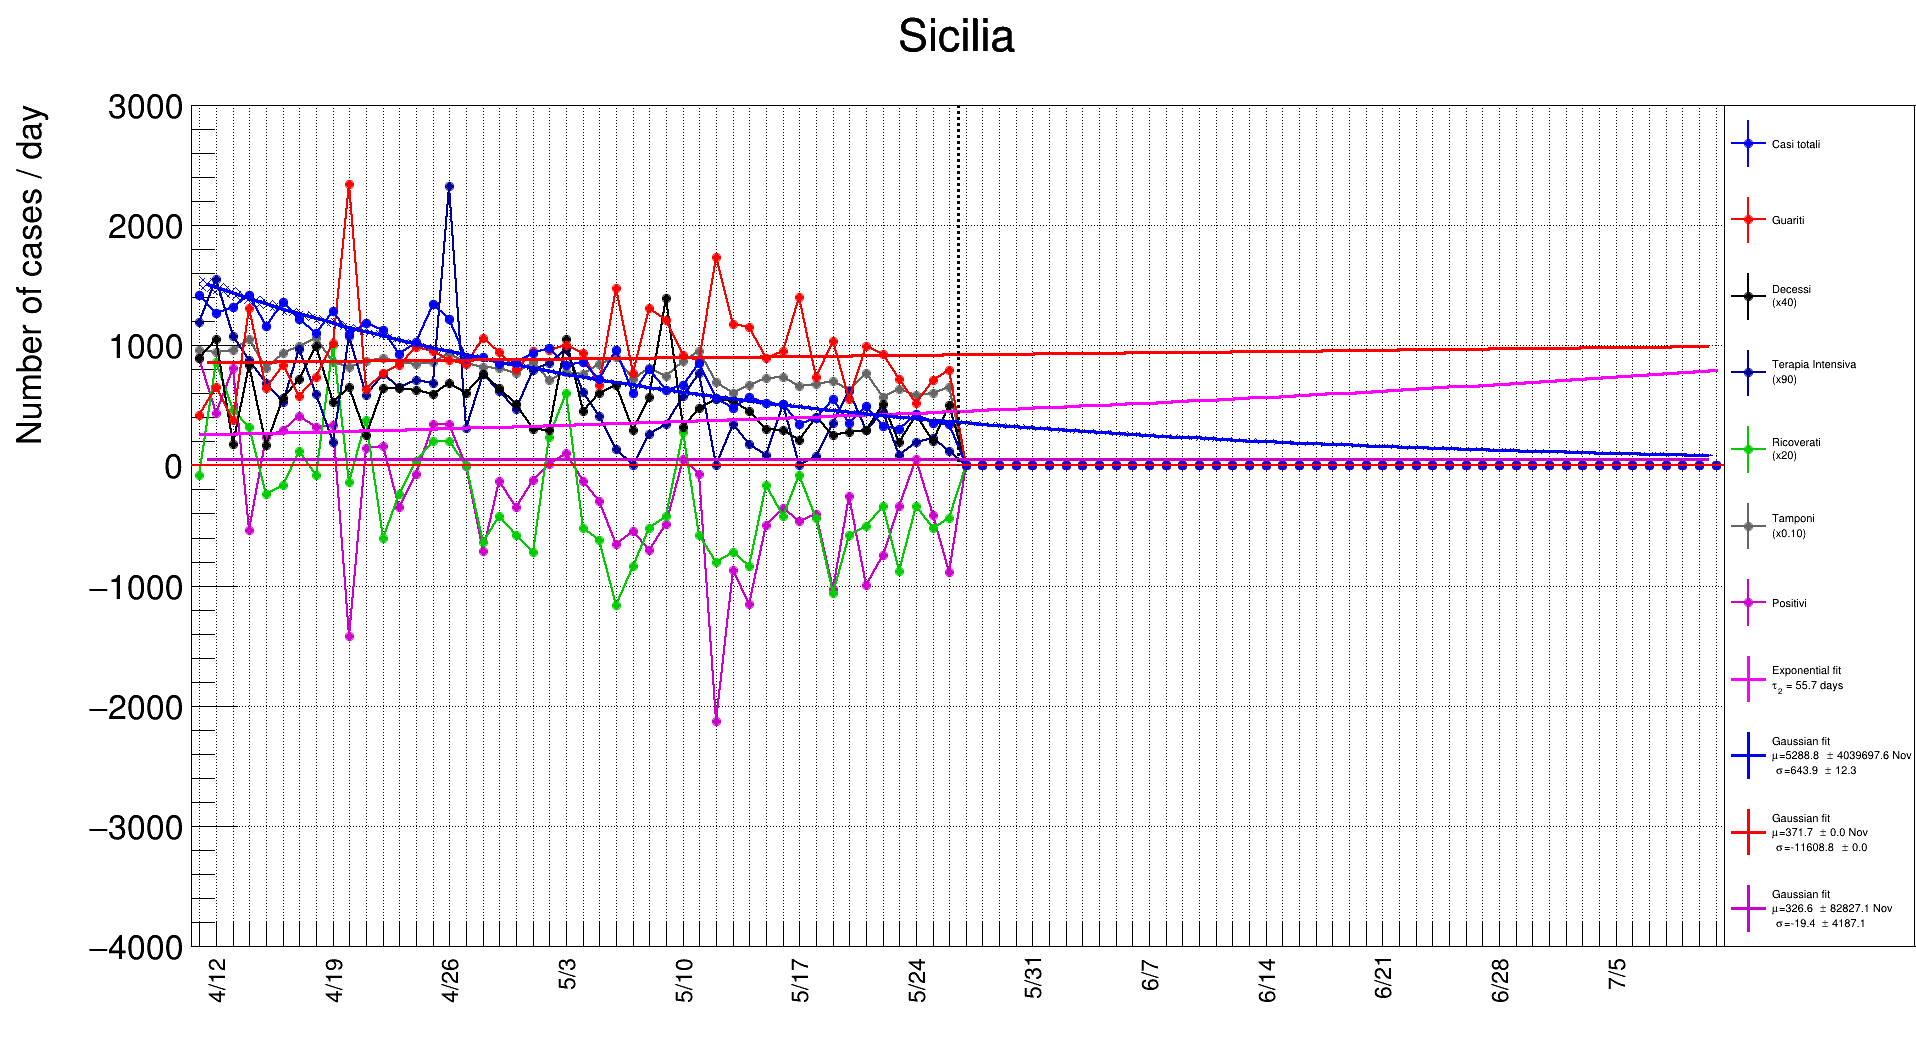 Sicilia
Number of cases / day
3000
2000
1000
0
−1000
−2000
−3000
−4000
4/12
4/19
4/26
5/3
5/10
5/17
5/24
5/31
6/7
6/14
6/21
6/28
7/5
Casi totali
Guariti
Decessi
(x40)
Terapia Intensiva
(x90)
Ricoverati
(x20)
Tamponi
(x0.10)
Positivi
Exponential fit
τ2 = 55.7 days
Gaussian fit
μ=5288.8 ± 4039697.6 Nov
σ=643.9 ± 12.3
Gaussian fit
μ=371.7 ± 0.0 Nov
σ=-11608.8 ± 0.0
Gaussian fit
μ=326.6 ± 82827.1 Nov
σ=-19.4 ± 4187.1